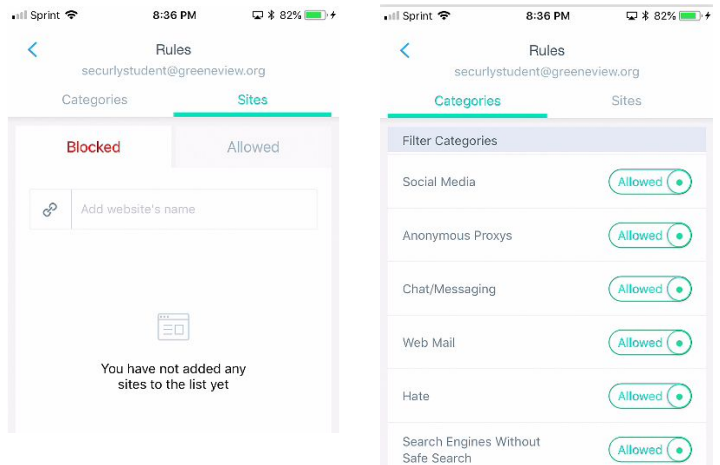 Sprint 8:36 PM 82%
Rules
securlystudent@greeneview.org
Categories Sites
Blocked Allowed
Add website's name
You have not added any
sites to the list yet
Sprint 8:36 PM 82%
Rules
securlystudent@greeneview.org
Categories Sites
Filter Categories
Social Media Allowed
Anonymous Proxys Allowed
Chat/Messaging Allowed
Web Mail Allowed
Hate Allowed
Search Engines Without
Safe Search Allowed